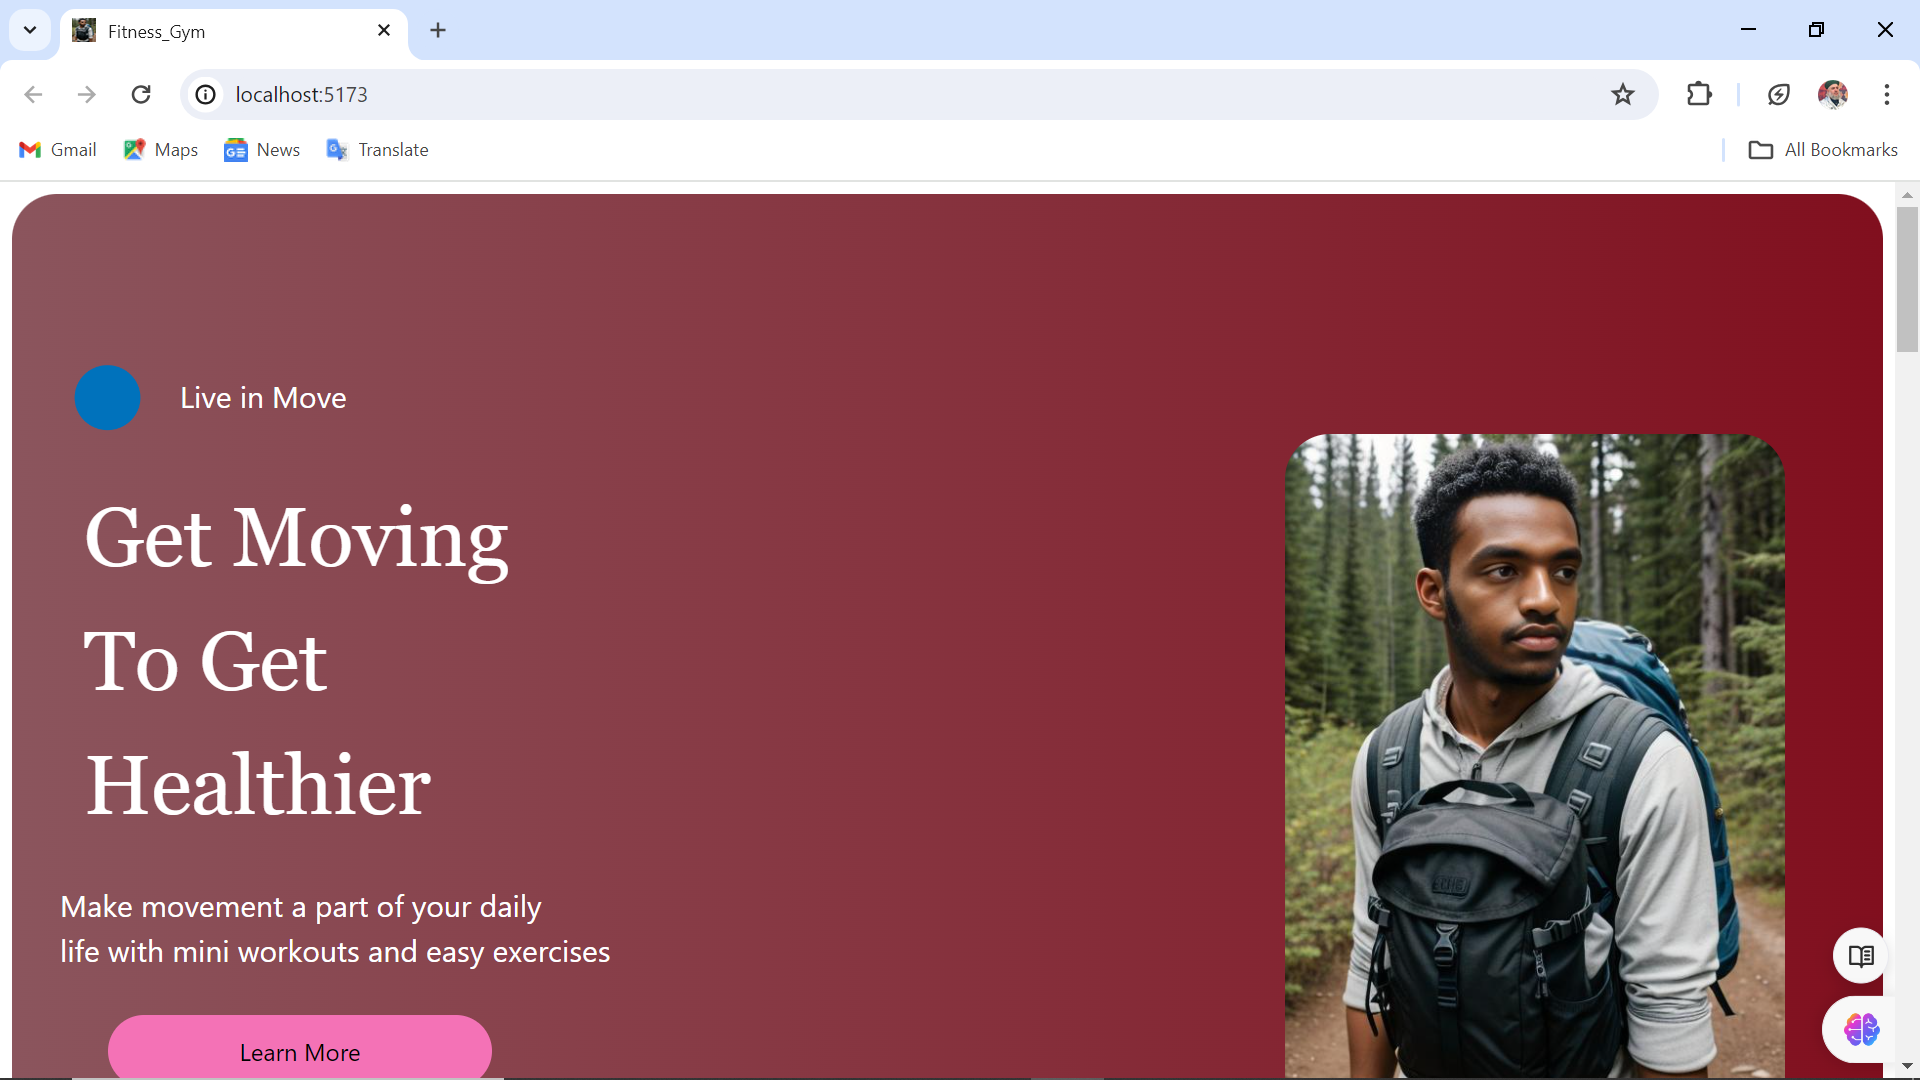 Fitness_Gym
localhost:5173
Gmail
Maps
News
Translate
All Bookmarks
Live in Move
Get Moving
To Get
Healthier
Make movement a part of your daily
life with mini workouts and easy exercises
Learn More